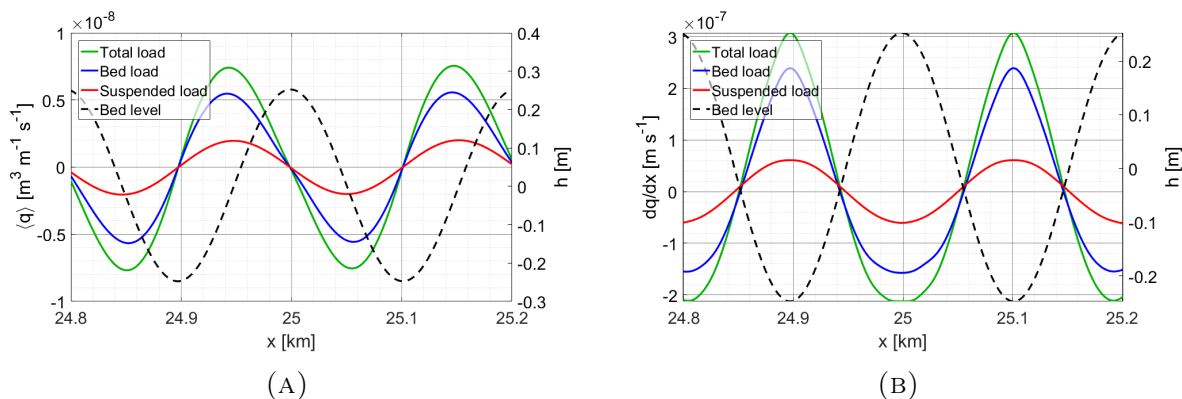 ×10⁻⁸
1
0.5
0
-0.5
-1
⟨q⟩ [m³ m⁻¹ s⁻¹]
Total load
Bed load
Suspended load
Bed level
0.4
0.3
0.2
0.1
0
-0.1
-0.2
-0.3
h [m]
24.8 24.9 25 25.1 25.2
x [km]
(A)
×10⁻⁷
3
2
1
0
-1
-2
dq/dx [m s⁻¹]
Total load
Bed load
Suspended load
Bed level
0.2
0.1
0
-0.1
-0.2
h [m]
24.8 24.9 25 25.1 25.2
x [km]
(B)